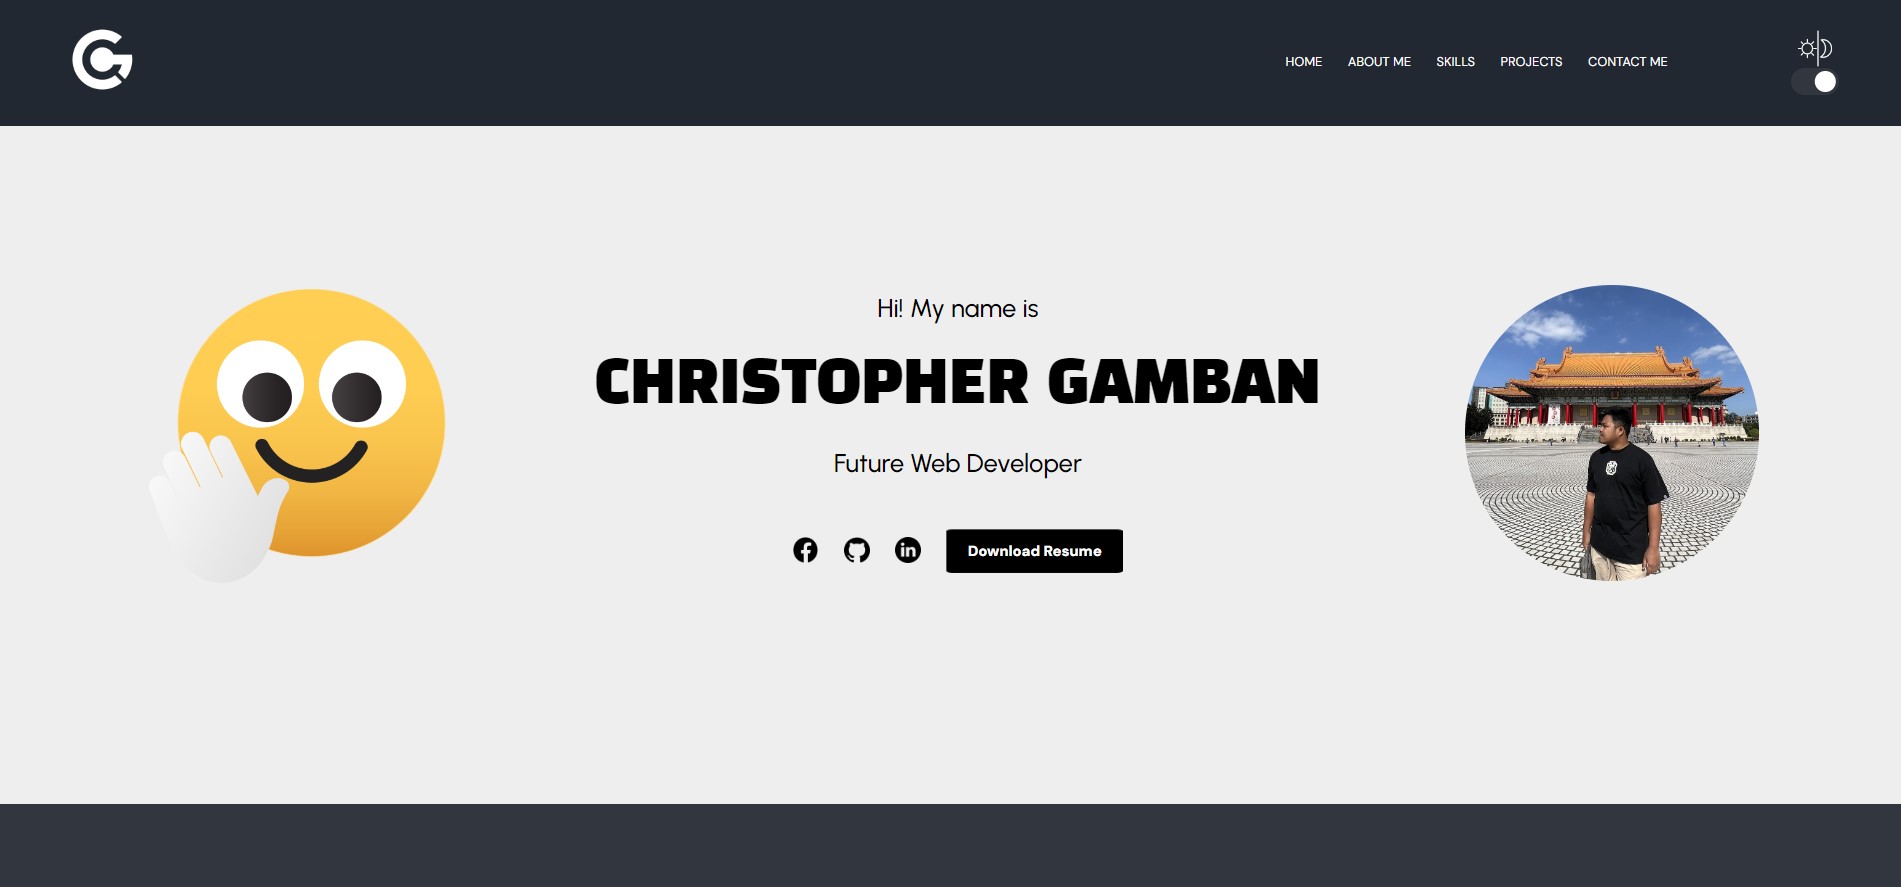 HOME ABOUT ME SKILLS PROJECTS CONTACT ME
Hi! My name is
CHRISTOPHER GAMBAN
Future Web Developer
Download Resume